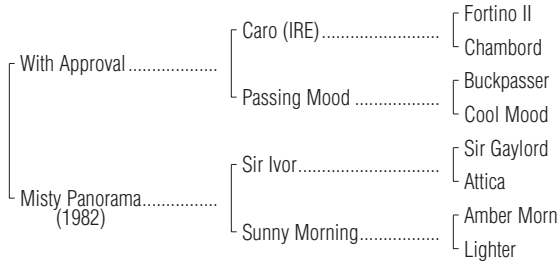 Fortino II
Caro (IRE)..........................
Chambord
With Approval ..................
Buckpasser
Passing Mood ...................
Cool Mood
Sir Gaylord
Sir Ivor...............................
Attica
Misty Panorama...............
(1982)
Amber Morn
Sunny Morning..................
Lighter